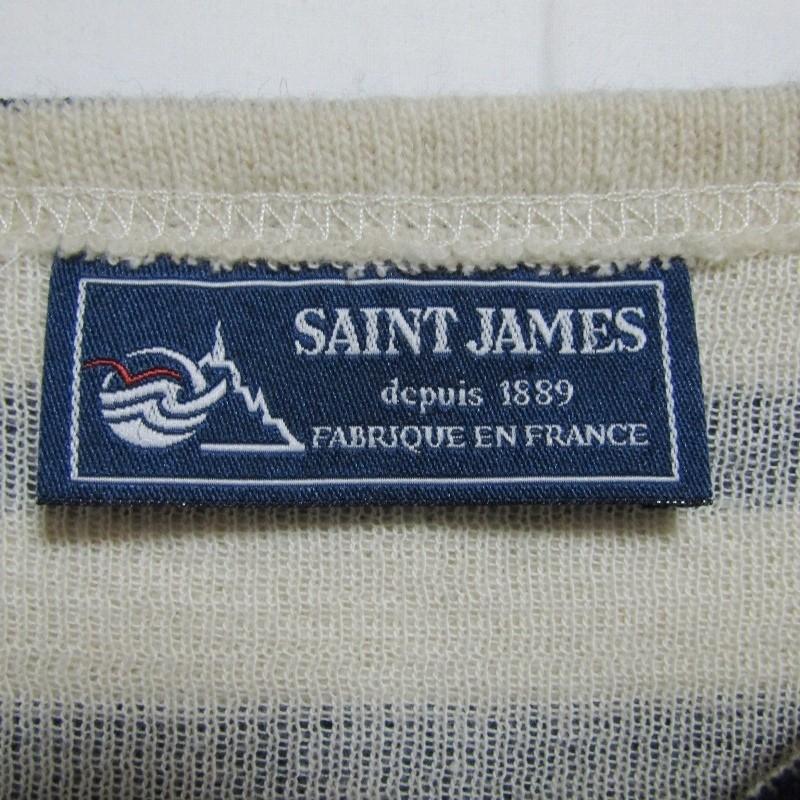 SAINT JAMES
depuis 1889
FABRIQUE EN FRANCE